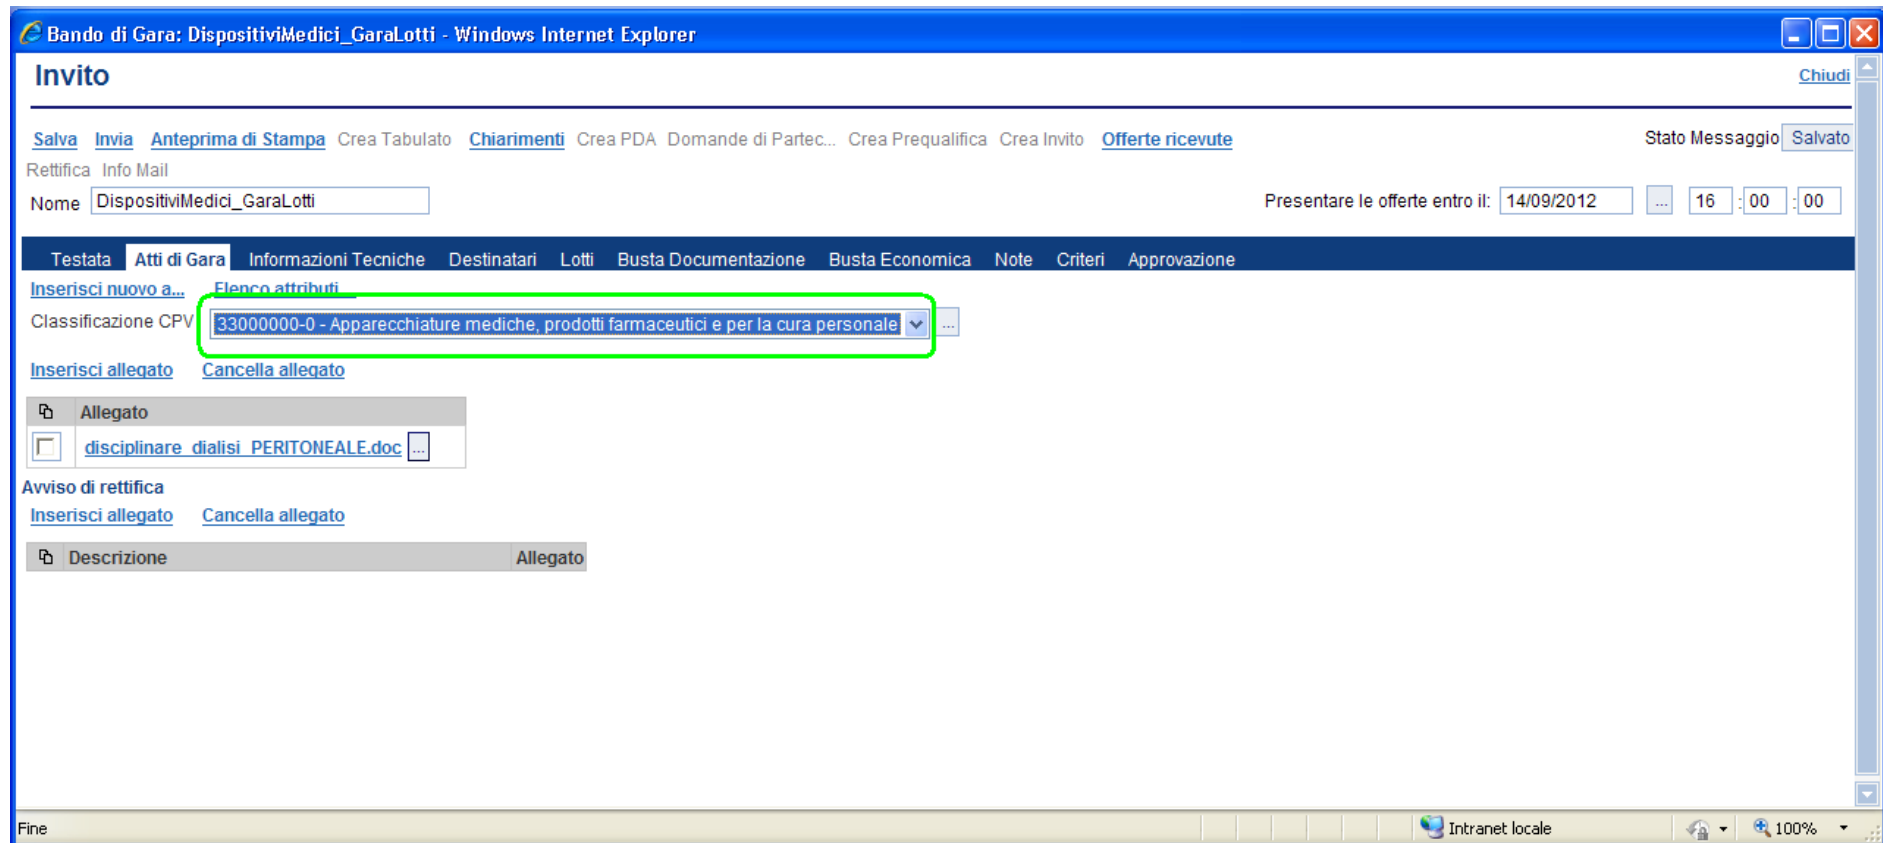 Bando di Gara: DispositiviMedici_GaraLotti - Windows Internet Explorer
Invito Chiudi
Salva Invia Anteprima di Stampa Crea Tabulato Chiarimenti Crea PDA Domande di Partec... Crea Prequalifica Crea Invito Offerte ricevute Stato Messaggio Salvato
Rettifica Info Mail
Nome DispositiviMedici_GaraLotti Presentare le offerte entro il: 14/09/2012 ... 16 : 00 : 00
Testata Atti di Gara Informazioni Tecniche Destinatari Lotti Busta Documentazione Busta Economica Note Criteri Approvazione
Inserisci nuovo a... Elenco attributi...
Classificazione CPV 33000000-0 - Apparecchiature mediche, prodotti farmaceutici e per la cura personale ...
Inserisci allegato Cancella allegato
Allegato
disciplinare_dialisi_PERITONEALE.doc ...
Avviso di rettifica
Inserisci allegato Cancella allegato
Descrizione Allegato
Fine Intranet locale 100%